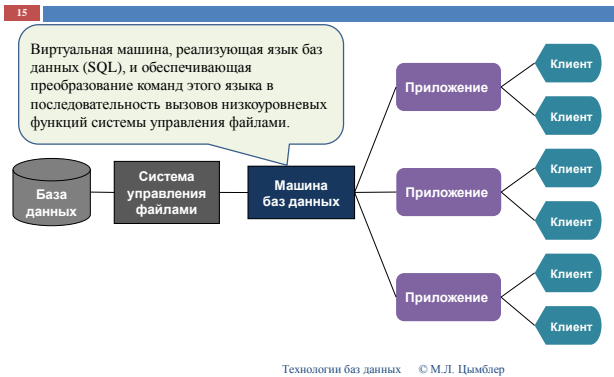 15
Виртуальная машина, реализующая язык баз
данных (SQL), и обеспечивающая
преобразование команд этого языка в
последовательность вызовов низкоуровневых
функций системы управления файлами.
База
данных
Система
управления
файлами
Машина
баз данных
Приложение
Приложение
Приложение
Клиент
Клиент
Клиент
Клиент
Клиент
Клиент
Технологии баз данных © М.Л. Цымблер